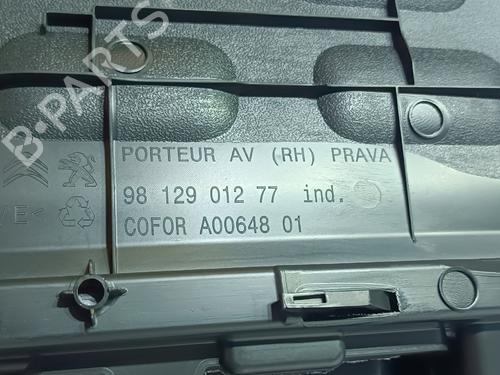 B-PARTS
PORTEUR AV (RH) PRAVA
98 129 012 77 ind.
COFOR A00648 01